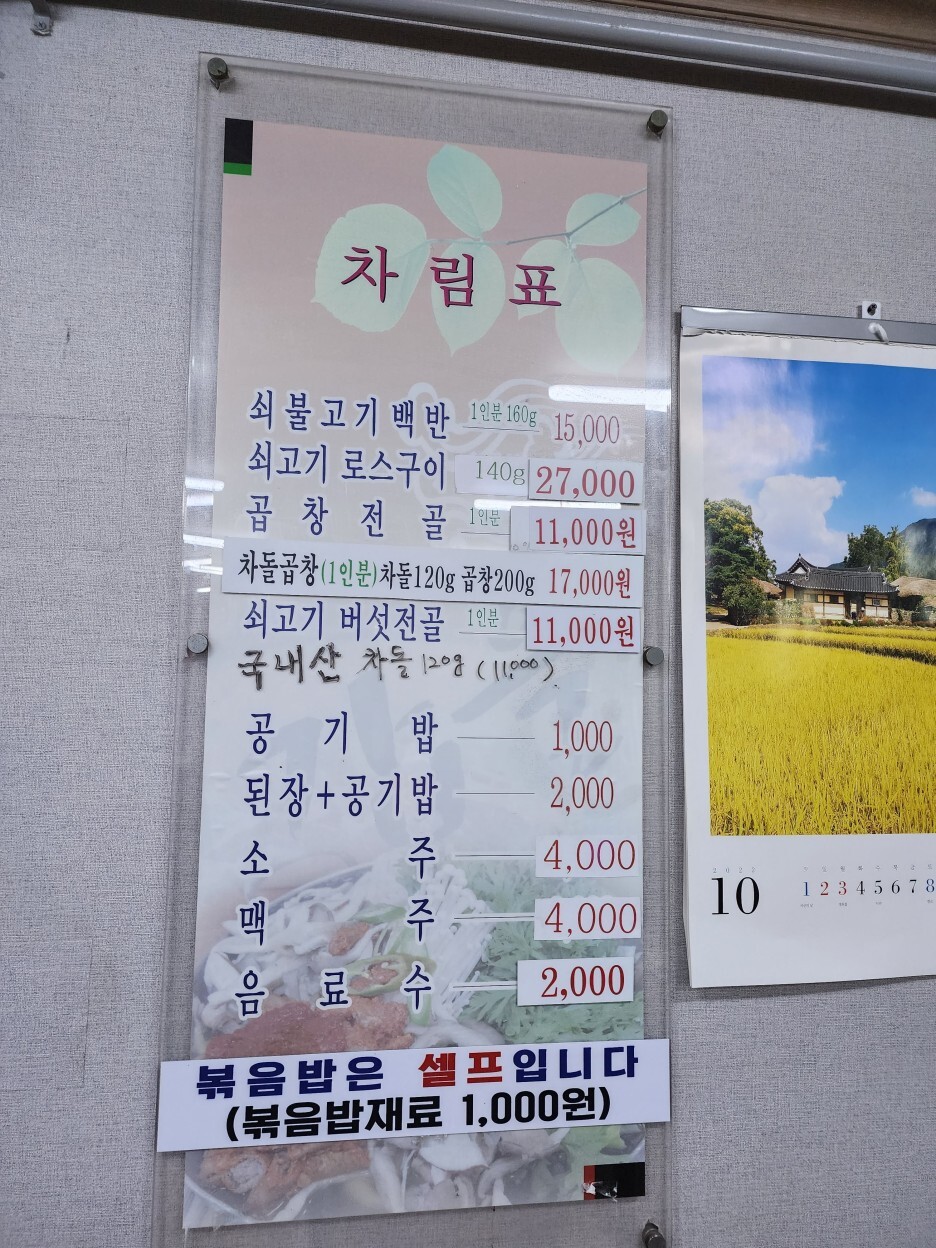 차림표
쇠불고기백반 1인분 160g 15,000
쇠고기 로스구이 140g 27,000
곱창전골 1인분 11,000원
차돌곱창(1인분)차돌120g 곱창200g 17,000원
쇠고기 버섯전골 1인분 11,000원
국내산 차돌 120g (11,000)
공기밥 1,000
된장+공기밥 2,000
소주 4,000
맥주 4,000
음료수 2,000
볶음밥은 셀프입니다
(볶음밥재료 1,000원)
10
1 2 3 4 5 6 7 8